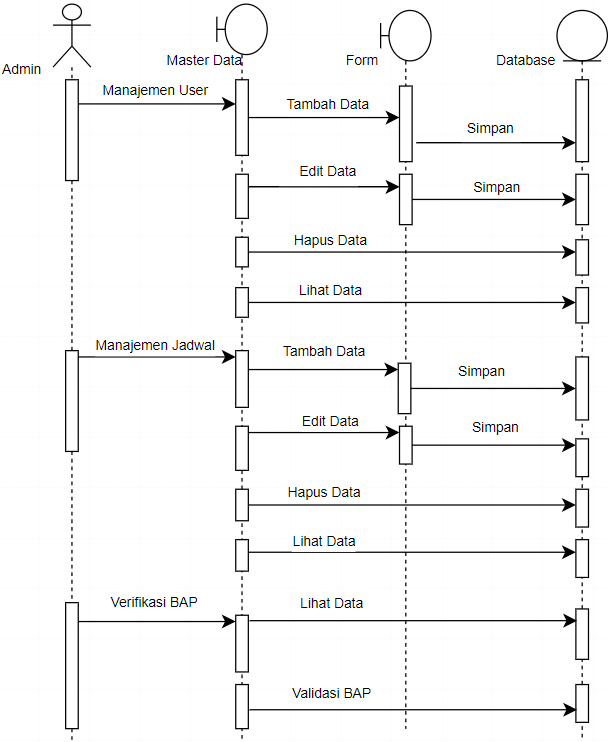 Admin
Master Data
Form
Database
Manajemen User
Tambah Data
Simpan
Edit Data
Simpan
Hapus Data
Lihat Data
Manajemen Jadwal
Tambah Data
Simpan
Edit Data
Simpan
Hapus Data
Lihat Data
Verifikasi BAP
Lihat Data
Validasi BAP